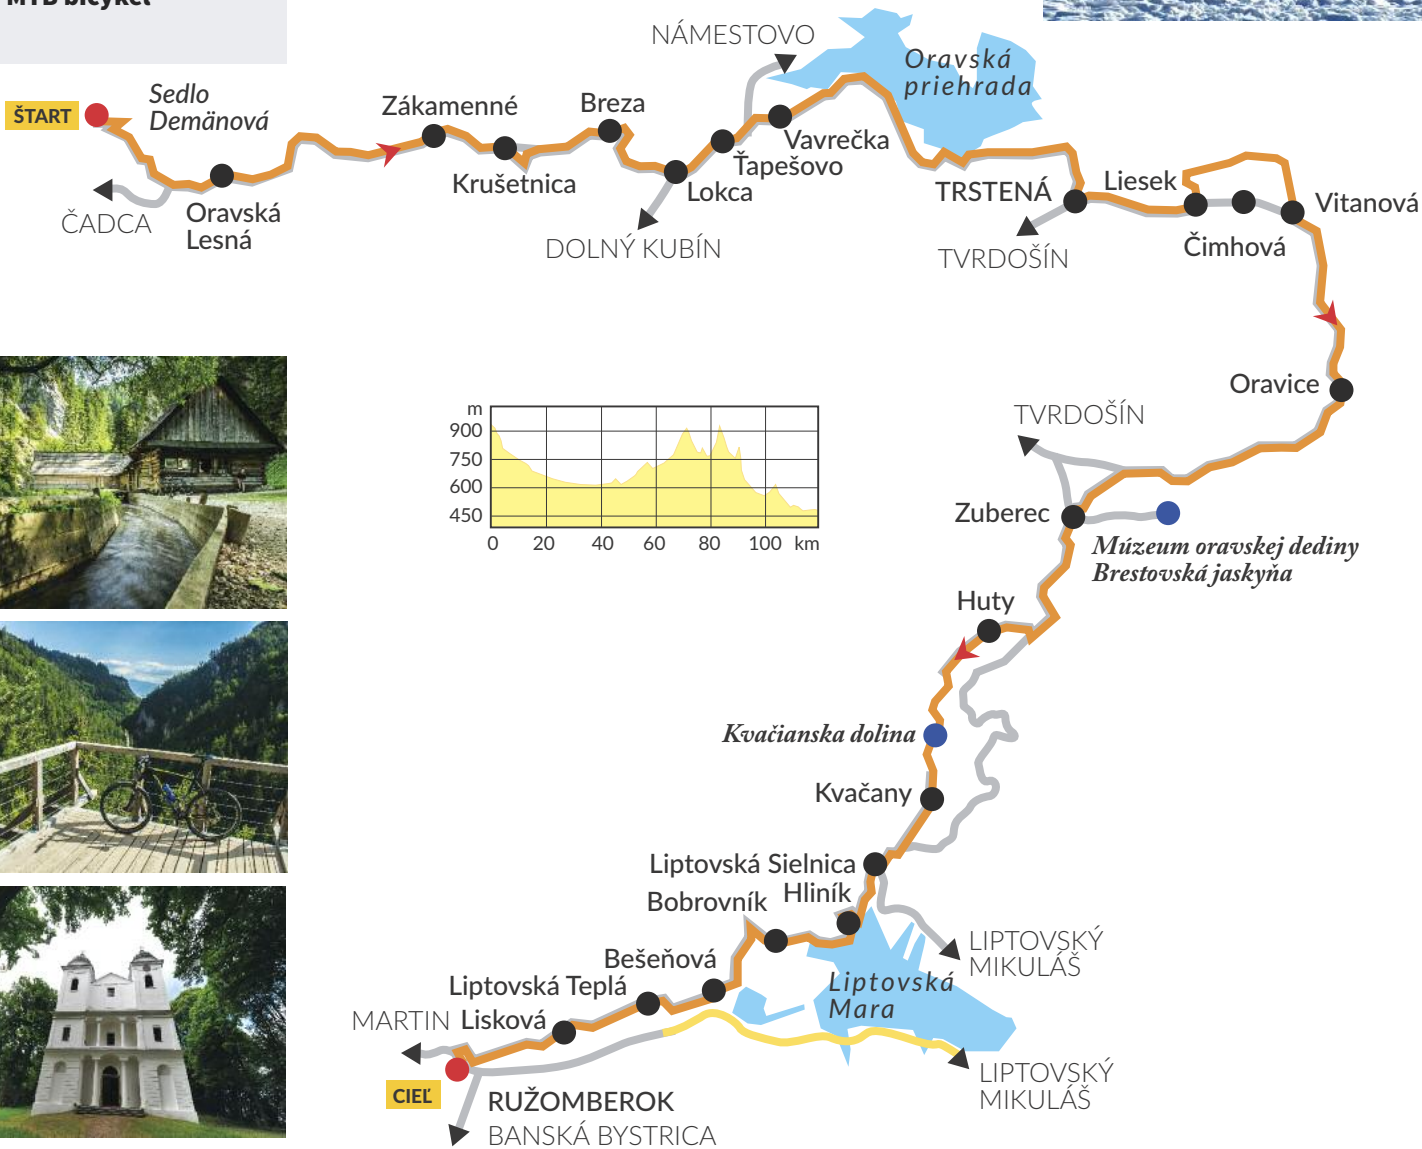 MTB bicykel
NÁMESTOVO
Oravská
priehrada
Sedlo
Demänová
ŠTART
Zákamenné
Breza
Vavrečka
Ťapešovo
Krušetnica
Lokca
TRSTENÁ
Liesek
Vitanová
Oravská
Lesná
ČADCA
DOLNÝ KUBÍN
TVRDOŠÍN
Čimhová
Oravice
TVRDOŠÍN
m
900
750
600
450
0 20 40 60 80 100 km
Zuberec
Múzeum oravskej dediny
Brestovská jaskyňa
Huty
Kvačianska dolina
Kvačany
Liptovská Sielnica
Hliník
Bobrovník
LIPTOVSKÝ
MIKULÁŠ
Bešeňová
Liptovská
Mara
Liptovská Teplá
MARTIN
Lisková
LIPTOVSKÝ
MIKULÁŠ
CIEĽ
RUŽOMBEROK
BANSKÁ BYSTRICA